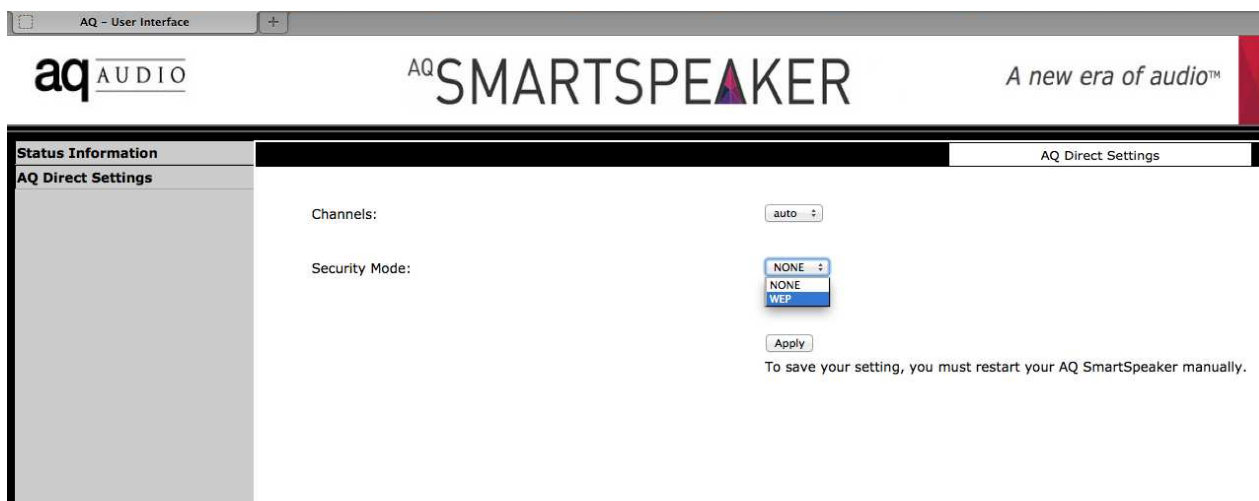 AQ - User Interface
aq AUDIO
AQSMARTSPEAKER
A new era of audio™
Status Information
AQ Direct Settings
AQ Direct Settings
Channels:
auto
Security Mode:
NONE
NONE
WEP
Apply
To save your setting, you must restart your AQ SmartSpeaker manually.